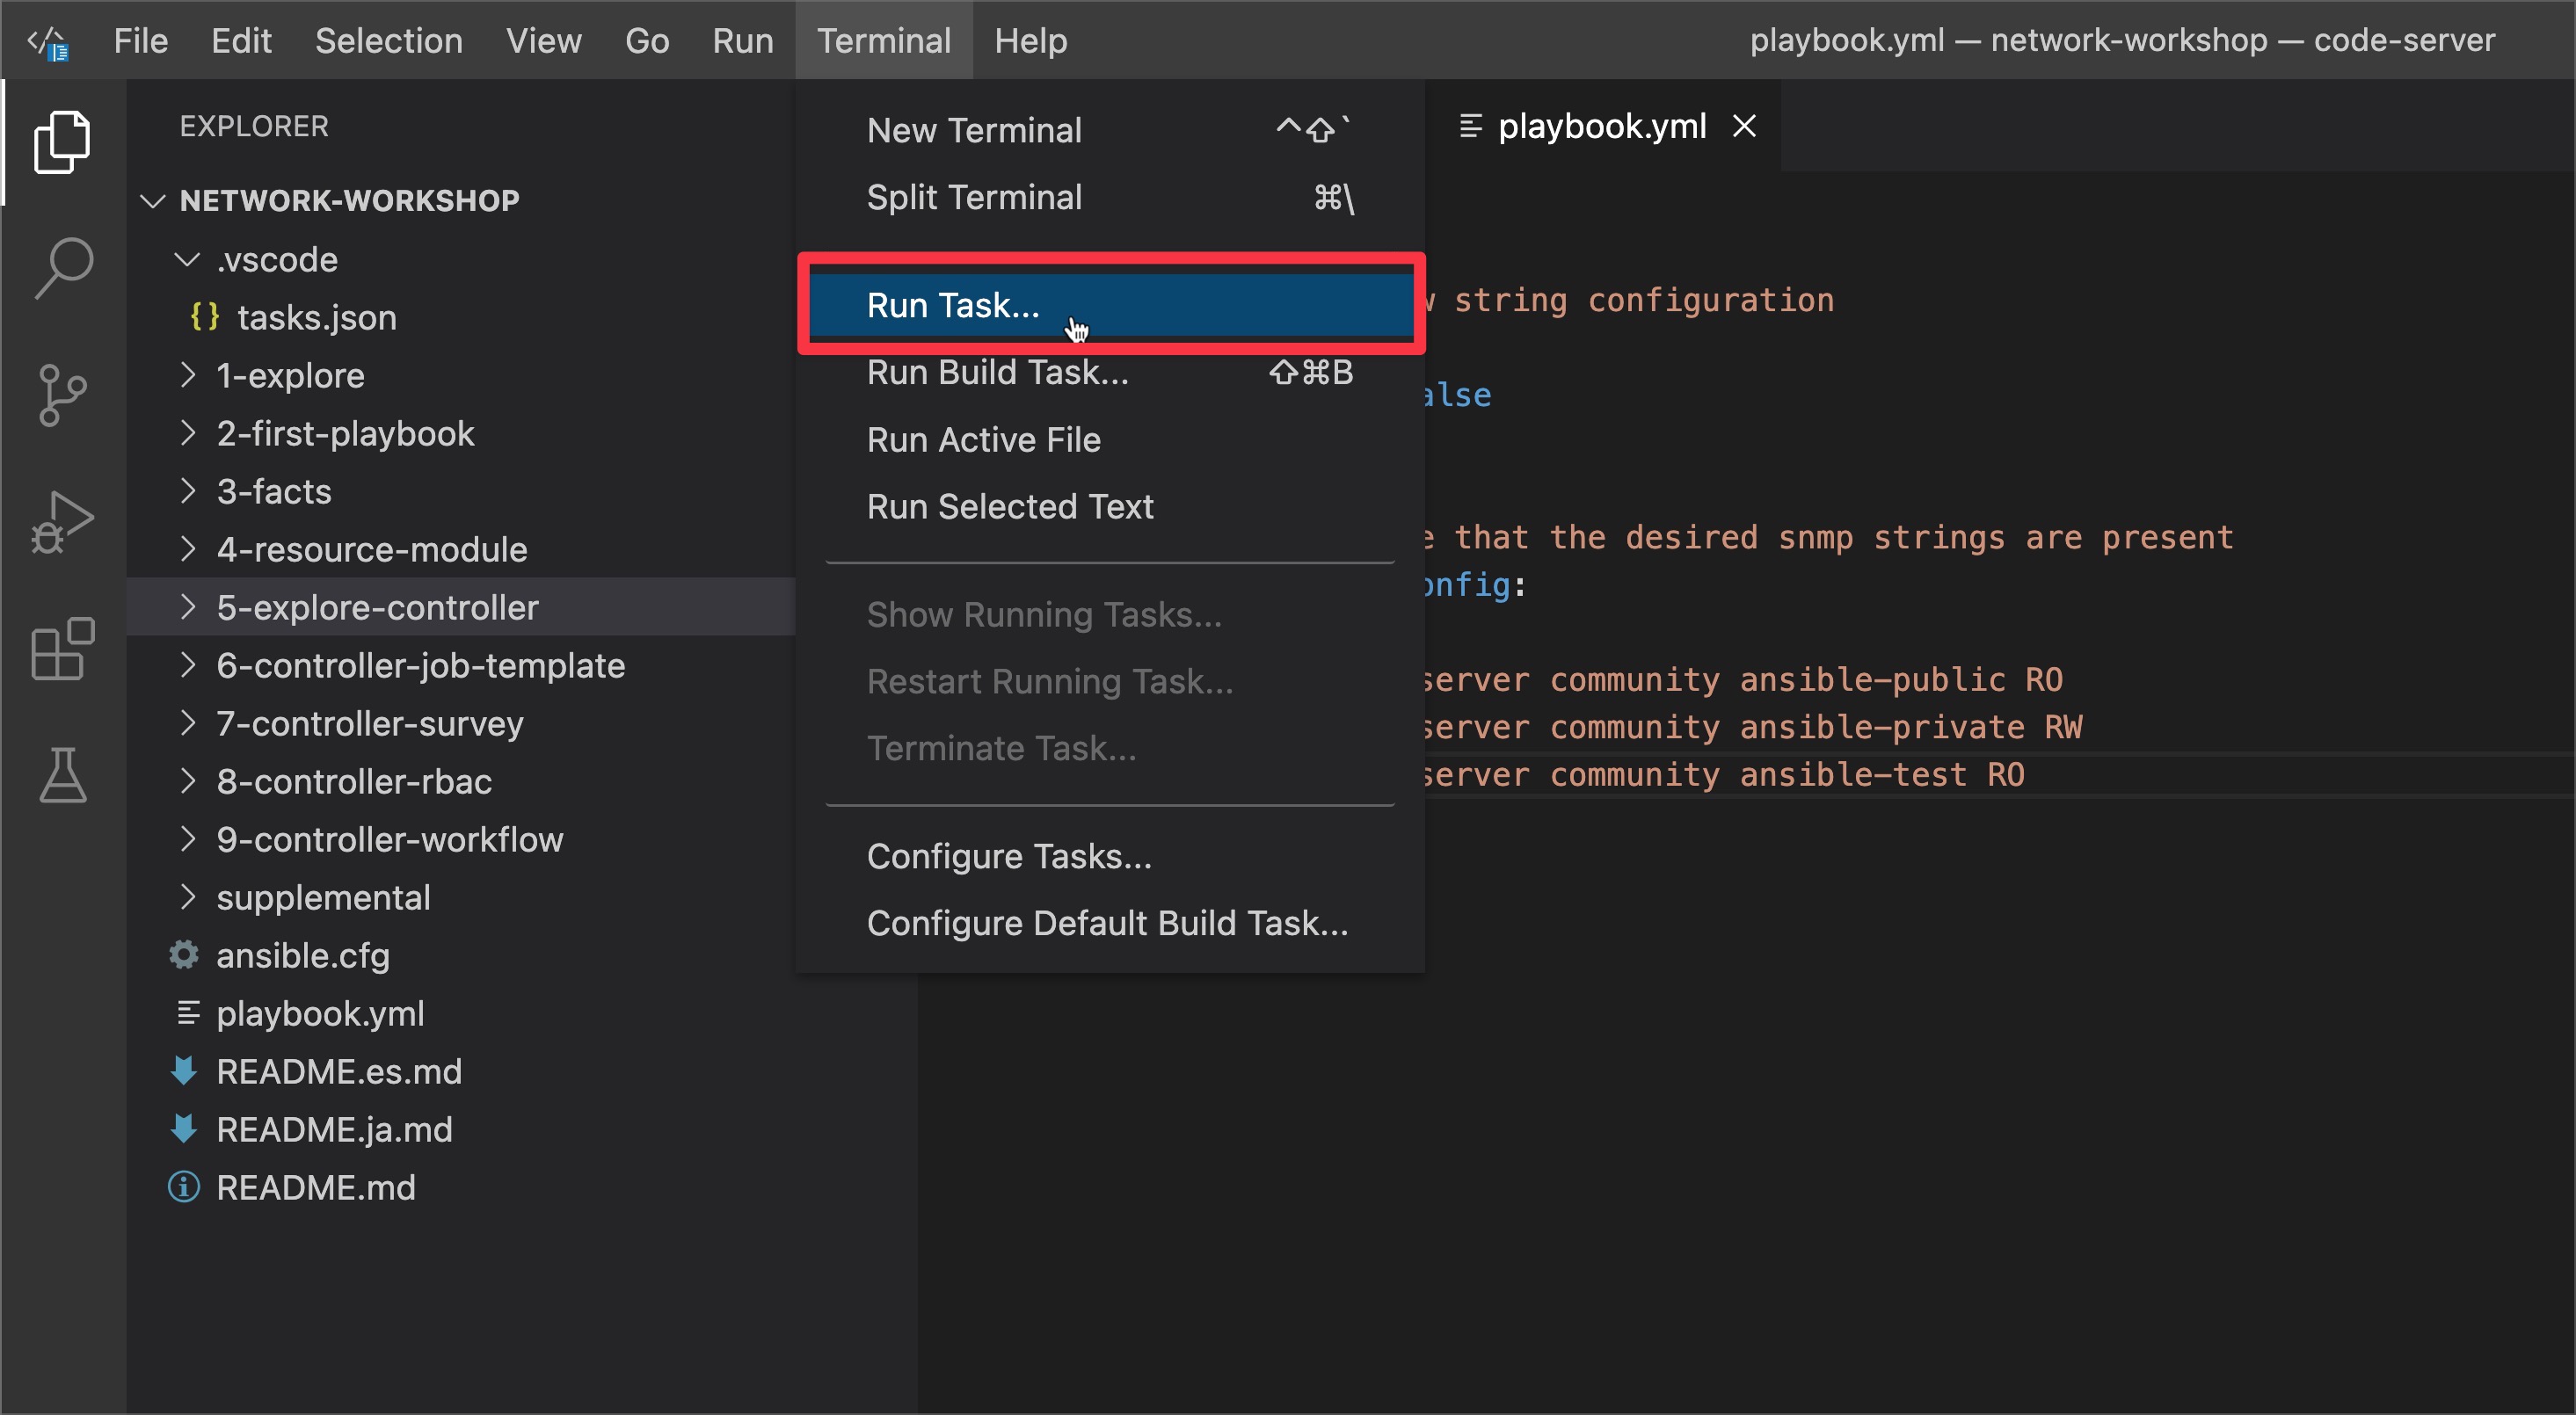 File Edit Selection View Go Run Terminal Help playbook.yml — network-workshop — code-server
EXPLORER
NETWORK-WORKSHOP
.vscode
{} tasks.json
1-explore
2-first-playbook
3-facts
4-resource-module
5-explore-controller
6-controller-job-template
7-controller-survey
8-controller-rbac
9-controller-workflow
supplemental
ansible.cfg
playbook.yml
README.es.md
README.ja.md
README.md
New Terminal ^⇧`
Split Terminal ⌘\
Run Task...
Run Build Task... ⇧⌘B
Run Active File
Run Selected Text
Show Running Tasks...
Restart Running Task...
Terminate Task...
Configure Tasks...
Configure Default Build Task...
playbook.yml
string configuration
alse
that the desired snmp strings are present
onfig:
server community ansible-public RO
server community ansible-private RW
server community ansible-test RO